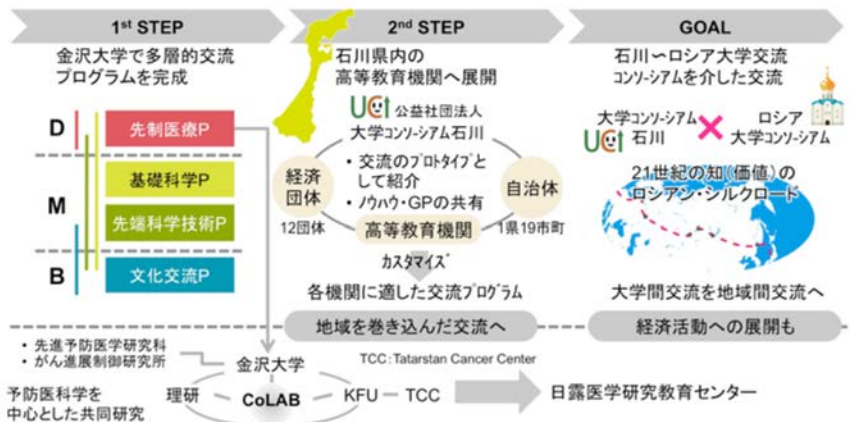 1st STEP
金沢大学で多層的交流
プログラムを完成
D
先制医療P
M
基礎科学P
先端科学技術P
B
文化交流P
2nd STEP
石川県内の
高等教育機関へ展開
UCI 公益社団法人
大学ｺﾝｿｰｼｱﾑ石川
経済
団体
12団体
• 交流のﾌﾟﾛﾄﾀｲﾌﾟと
して紹介
• ﾉｳﾊｳ・GPの共有
自治体
1県19市町
高等教育機関
ｶｽﾀﾏｲｽﾞ
各機関に適した交流プログラム
地域を巻き込んだ交流へ
GOAL
石川～ロシア大学交流
ｺﾝｿｰｼｱﾑを介した交流
大学ｺﾝｿｰｼｱﾑ
UCI 石川
ロシア
大学ｺﾝｿｰｼｱﾑ
21世紀の知(価値)の
ロシアン・シルクロード
大学間交流を地域間交流へ
経済活動への展開も
• 先進予防医学研究科
• がん進展制御研究所
金沢大学
TCC：Tatarstan Cancer Center
予防医科学を
中心とした共同研究
理研
CoLAB
KFU
TCC
日露医学研究教育センター